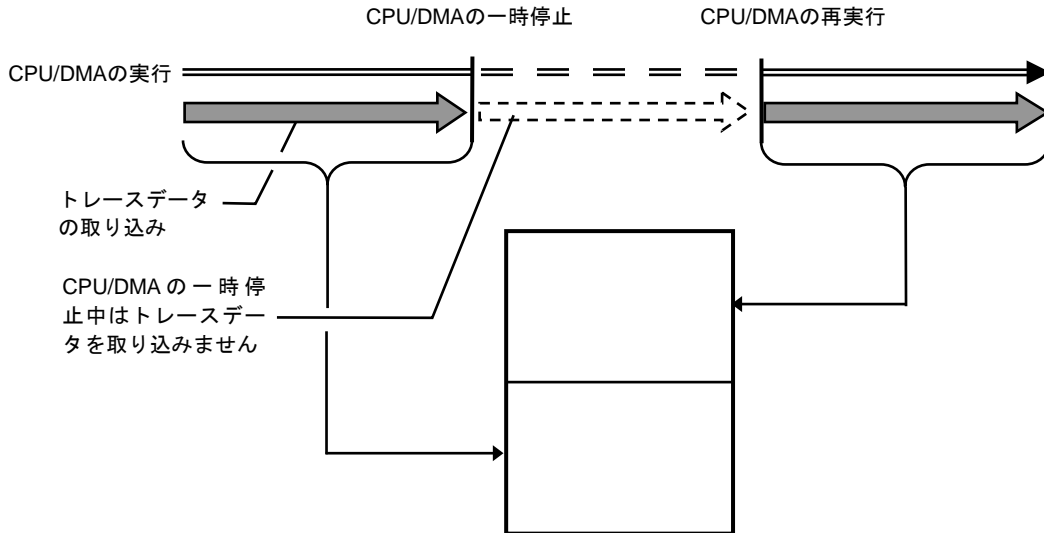 CPU/DMAの一時停止
CPU/DMAの再実行
CPU/DMAの実行
トレースデータ
の取り込み
CPU/DMA の 一 時 停
止中はトレースデー
タを取り込みません